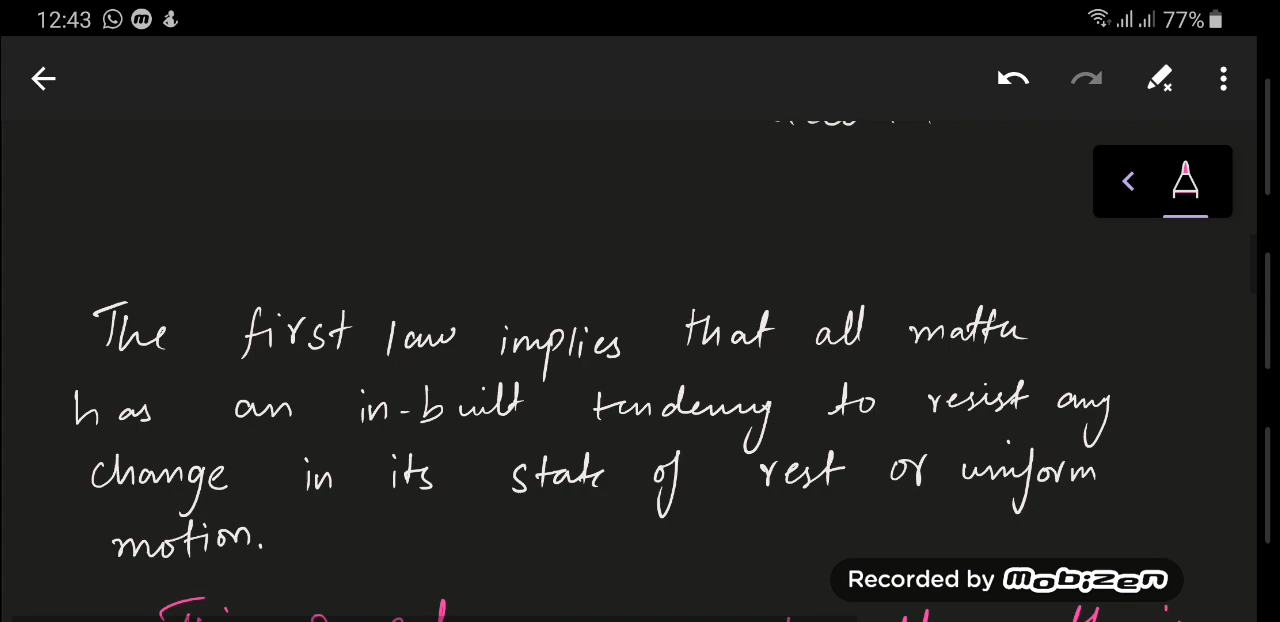 12:43 77%
The first law implies that all matter
has an in-built tendency to resist any
change in its state of rest or uniform
motion.
Recorded by mobizen